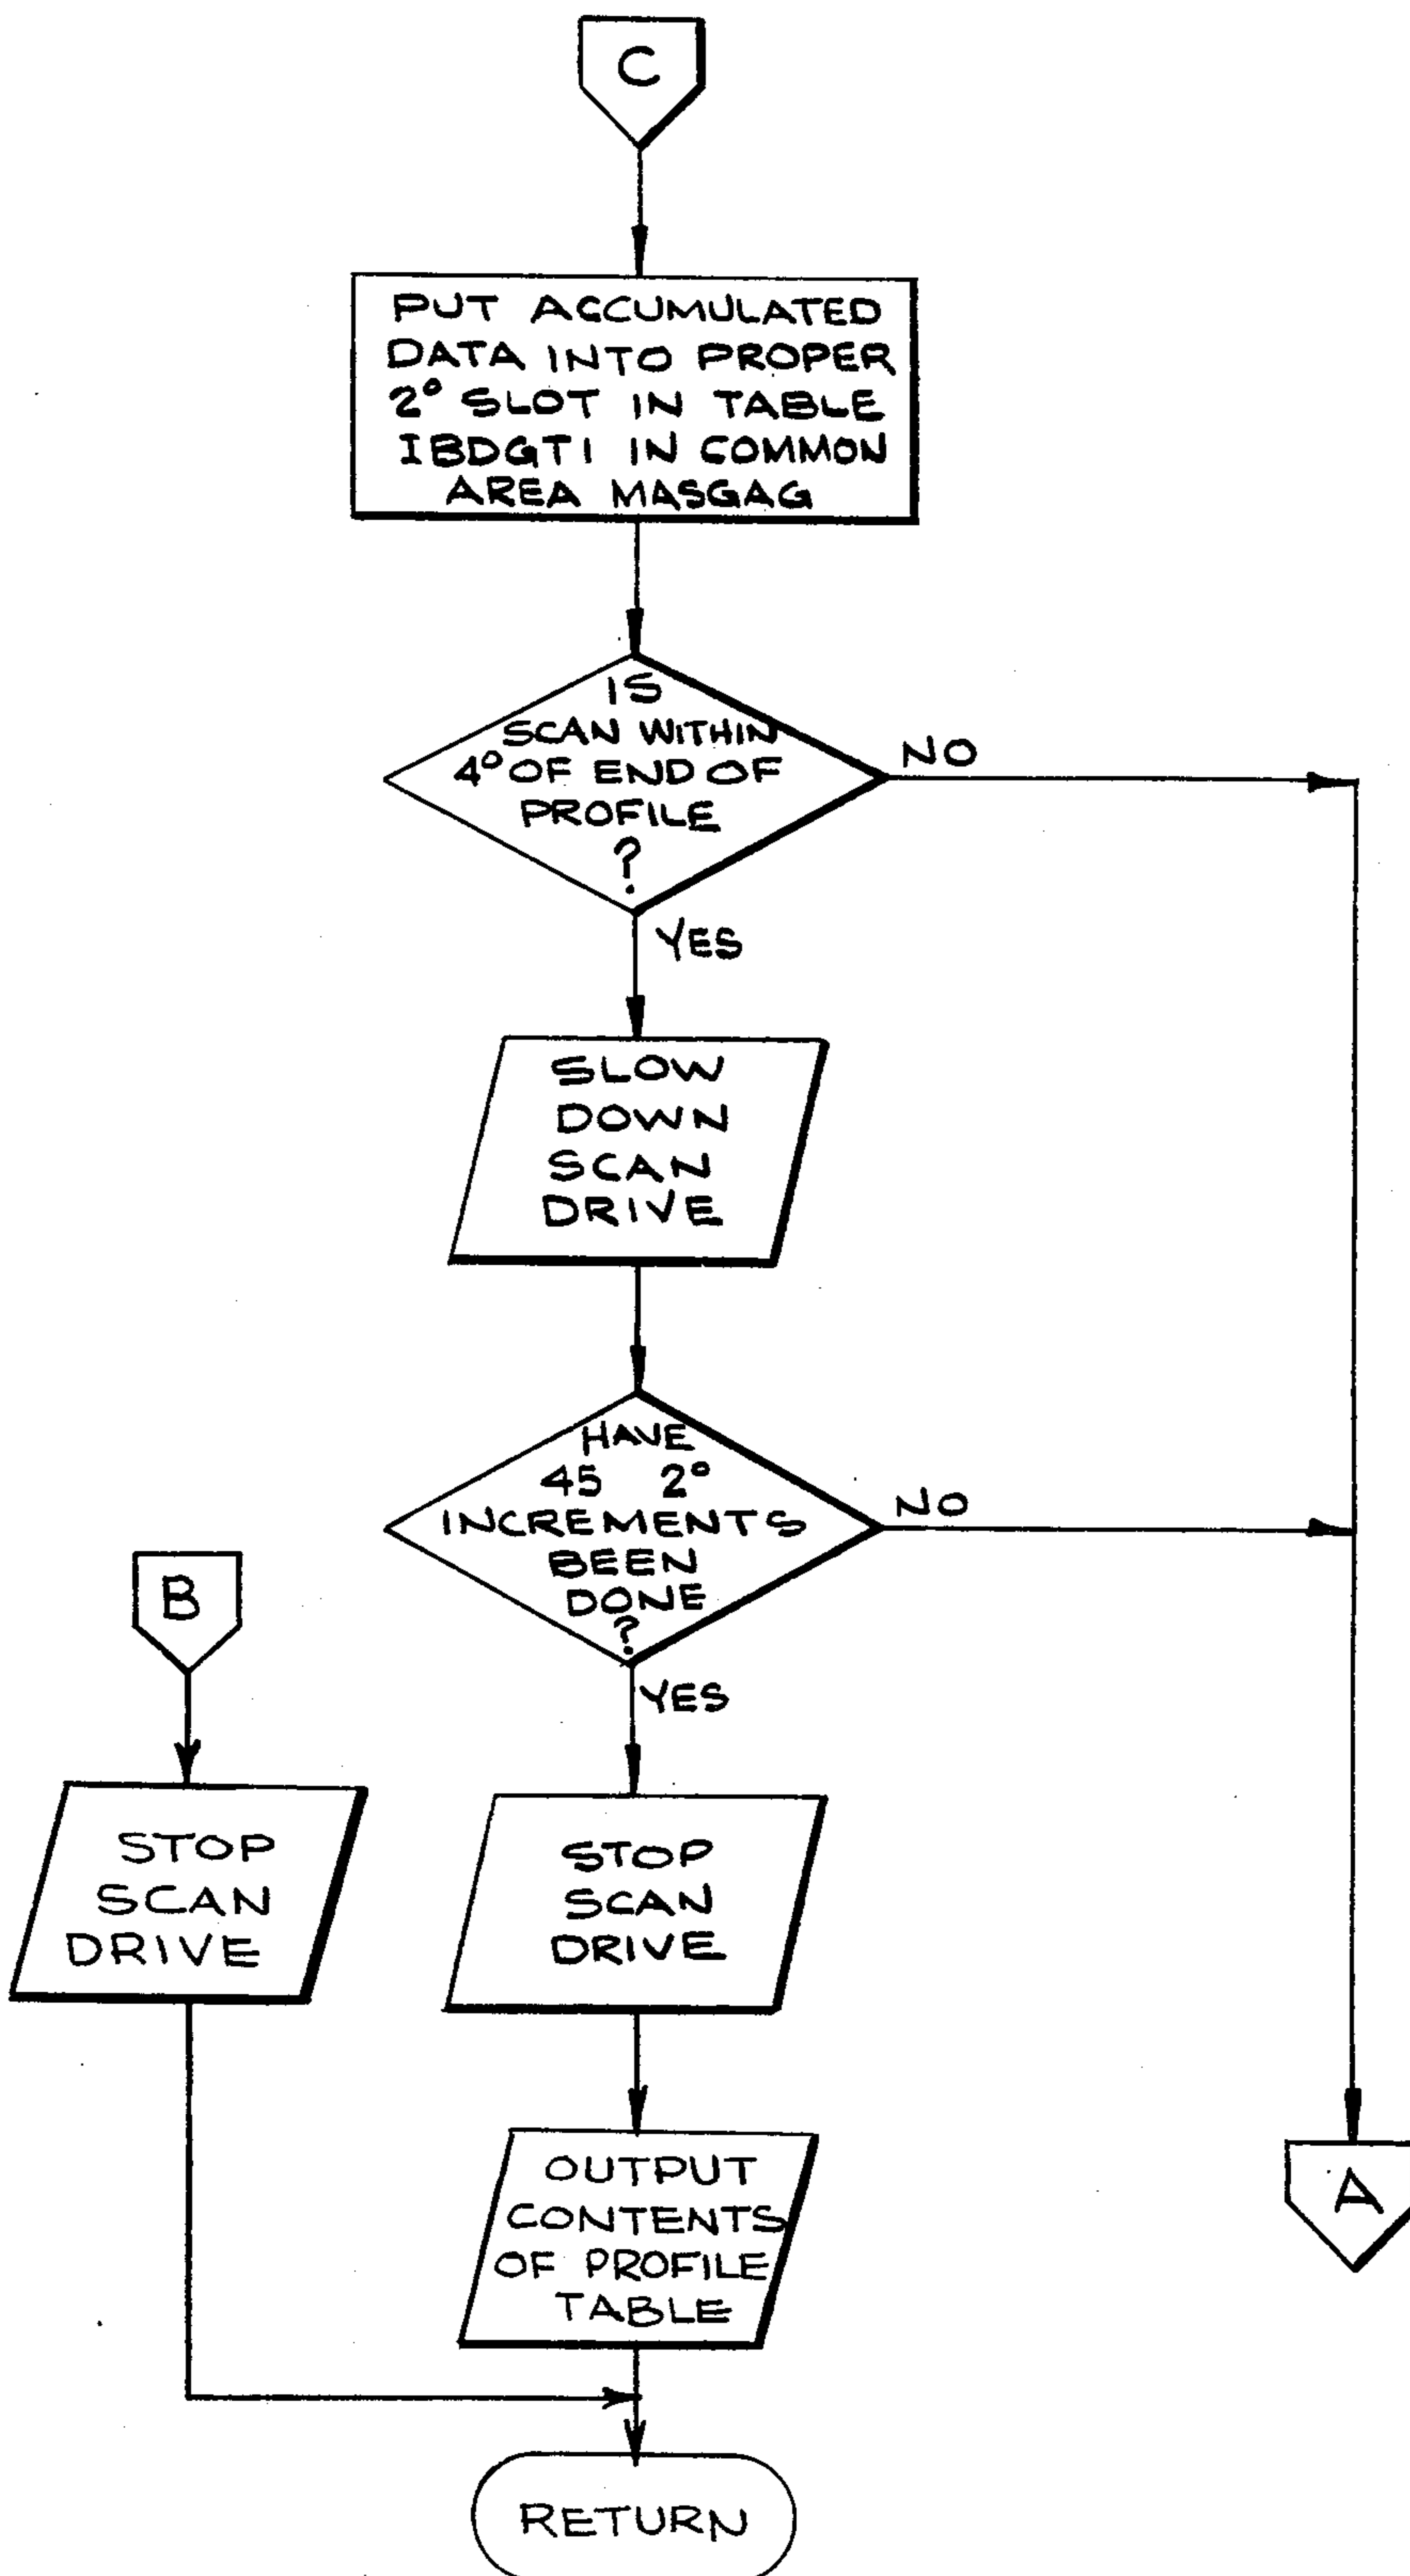 C
PUT ACCUMULATED
DATA INTO PROPER
2° SLOT IN TABLE
IBDGTI IN COMMON
AREA MASGAG
IS
SCAN WITHIN
4° OF END OF
PROFILE
?
NO
YES
SLOW
DOWN
SCAN
DRIVE
HAVE
45 2°
INCREMENTS
BEEN
DONE
?
NO
YES
B
STOP
SCAN
DRIVE
STOP
SCAN
DRIVE
OUTPUT
CONTENTS
OF PROFILE
TABLE
A
RETURN